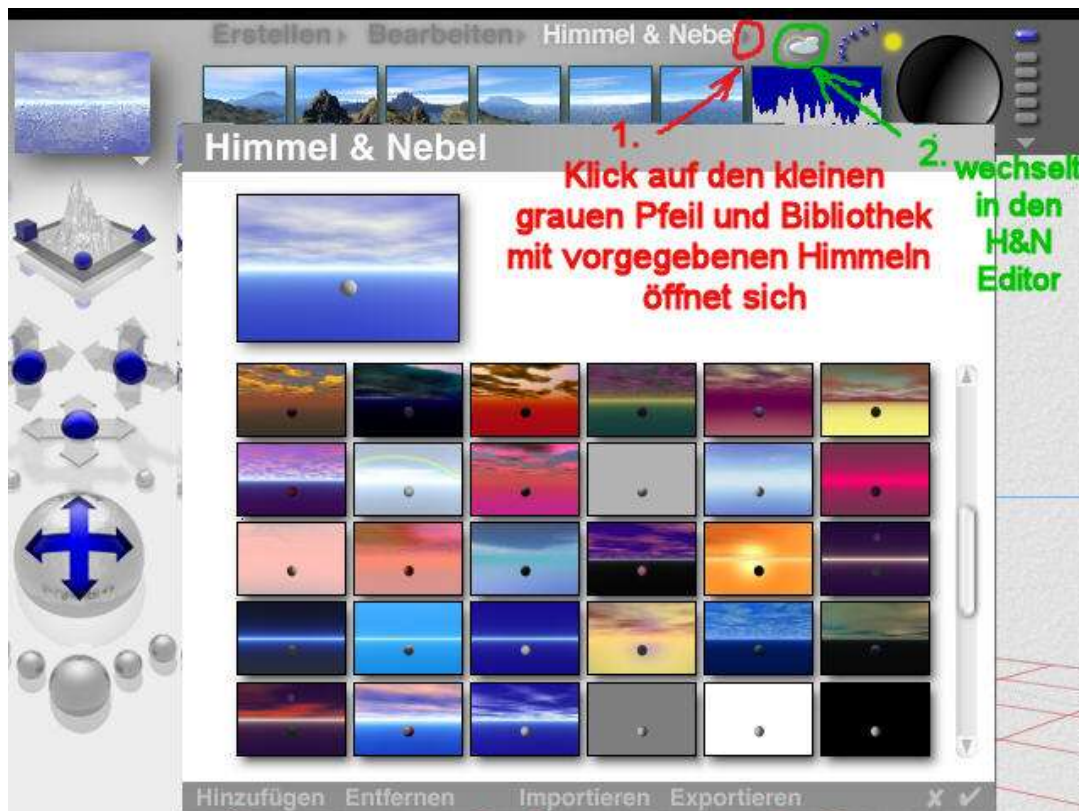 Erstellen Bearbeiten Himmel & Nebel
Himmel & Nebel
1.
Klick auf den kleinen
grauen Pfeil und Bibliothek
mit vorgegebenen Himmeln
öffnet sich
2. wechselt
in den
H&N
Editor
Hinzufügen Entfernen Importieren Exportieren